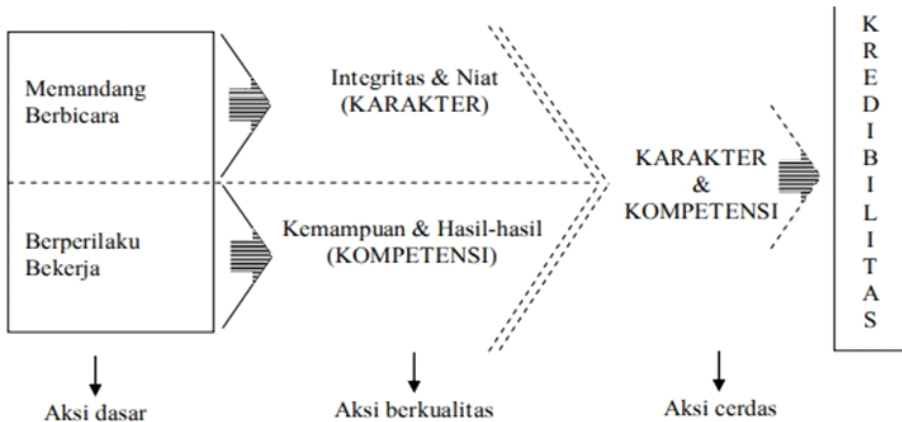 Memandang
Berbicara
Integritas & Niat
(KARAKTER)
Berperilaku
Bekerja
Kemampuan & Hasil-hasil
(KOMPETENSI)
KARAKTER
&
KOMPETENSI
K
R
E
D
I
B
I
L
I
T
A
S
Aksi dasar
Aksi berkualitas
Aksi cerdas